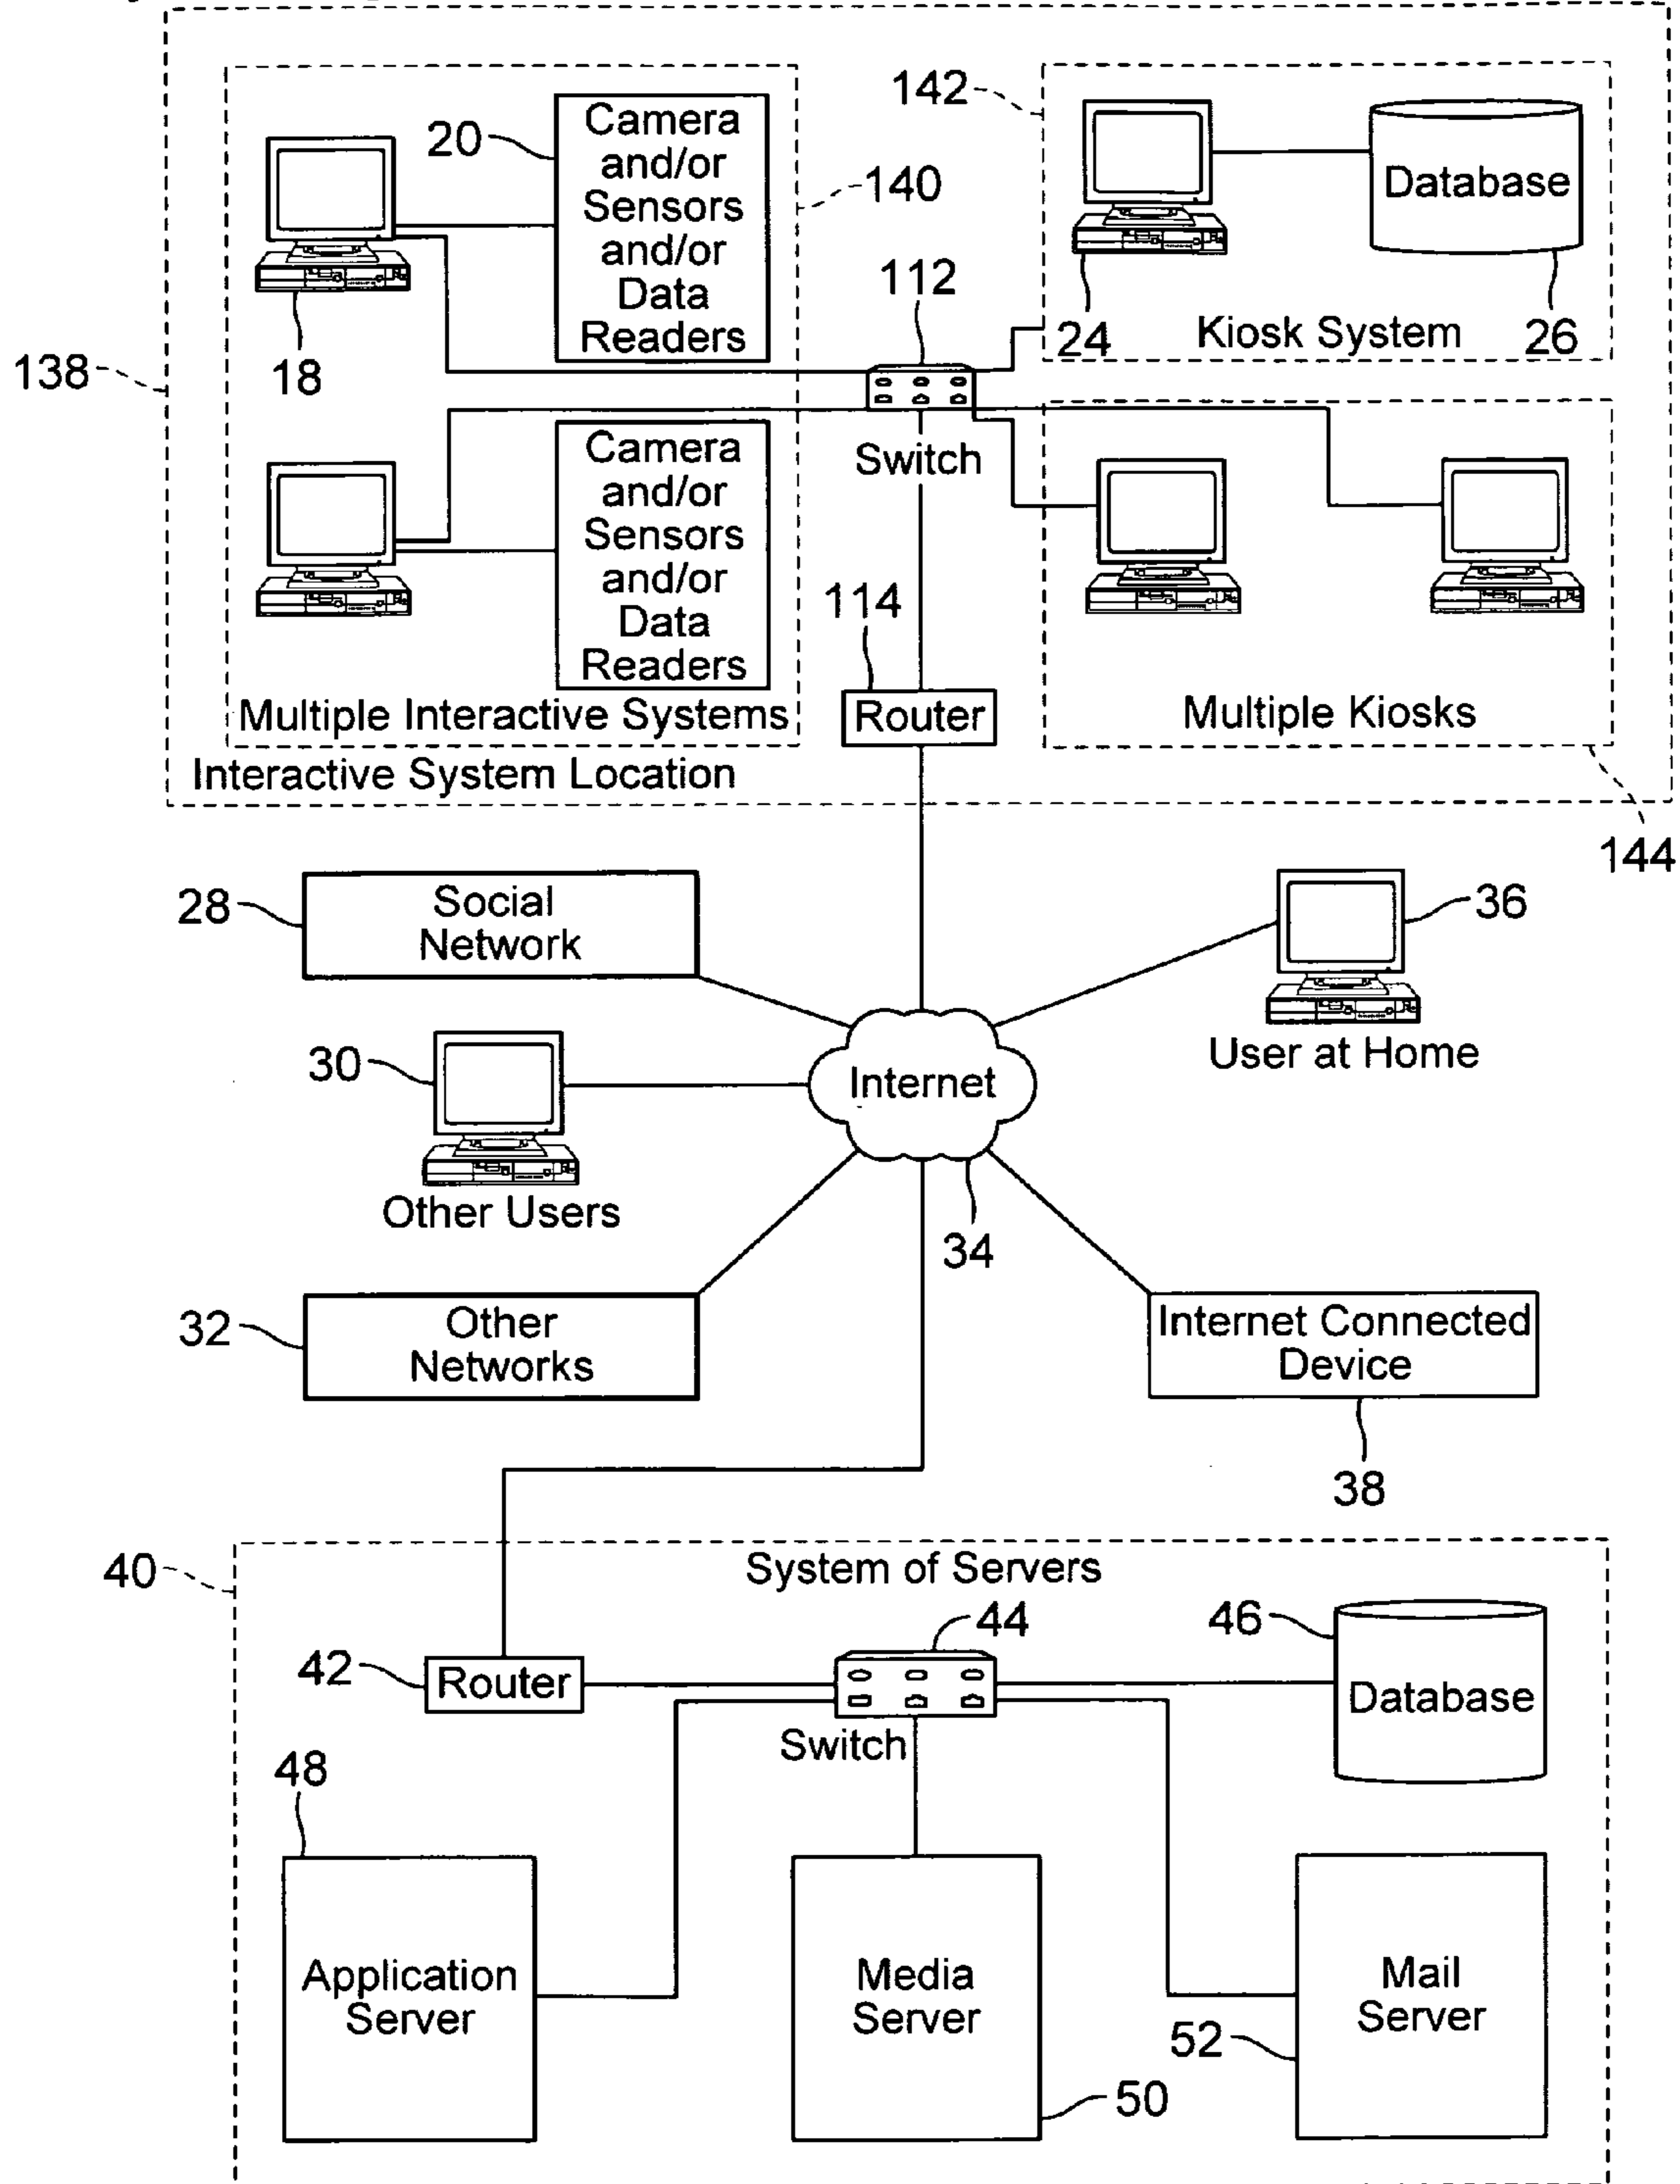 142
20
Camera
and/or
Sensors
and/or
Data
Readers
140
Database
112
18
24
Kiosk System
26
138
Switch
Camera
and/or
Sensors
and/or
Data
Readers
114
Router
Multiple Interactive Systems
Multiple Kiosks
Interactive System Location
144
28
Social
Network
36
User at Home
30
Internet
Other Users
34
32
Other
Networks
Internet Connected
Device
38
40
System of Servers
44
46
42
Router
Database
Switch
48
Application
Server
Media
Server
Mail
Server
52
50